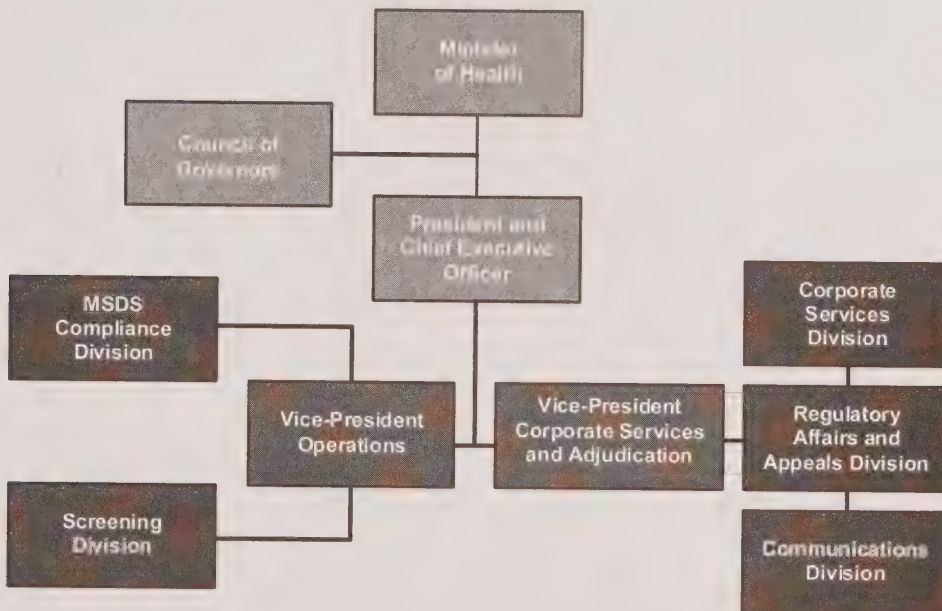 Minister
of Health
Council of
Governors
President and
Chief Executive
Officer
MSDS
Compliance
Division
Corporate
Services
Division
Vice-President
Operations
Vice-President
Corporate Services
and Adjudication
Regulatory
Affairs and
Appeals Division
Screening
Division
Communications
Division